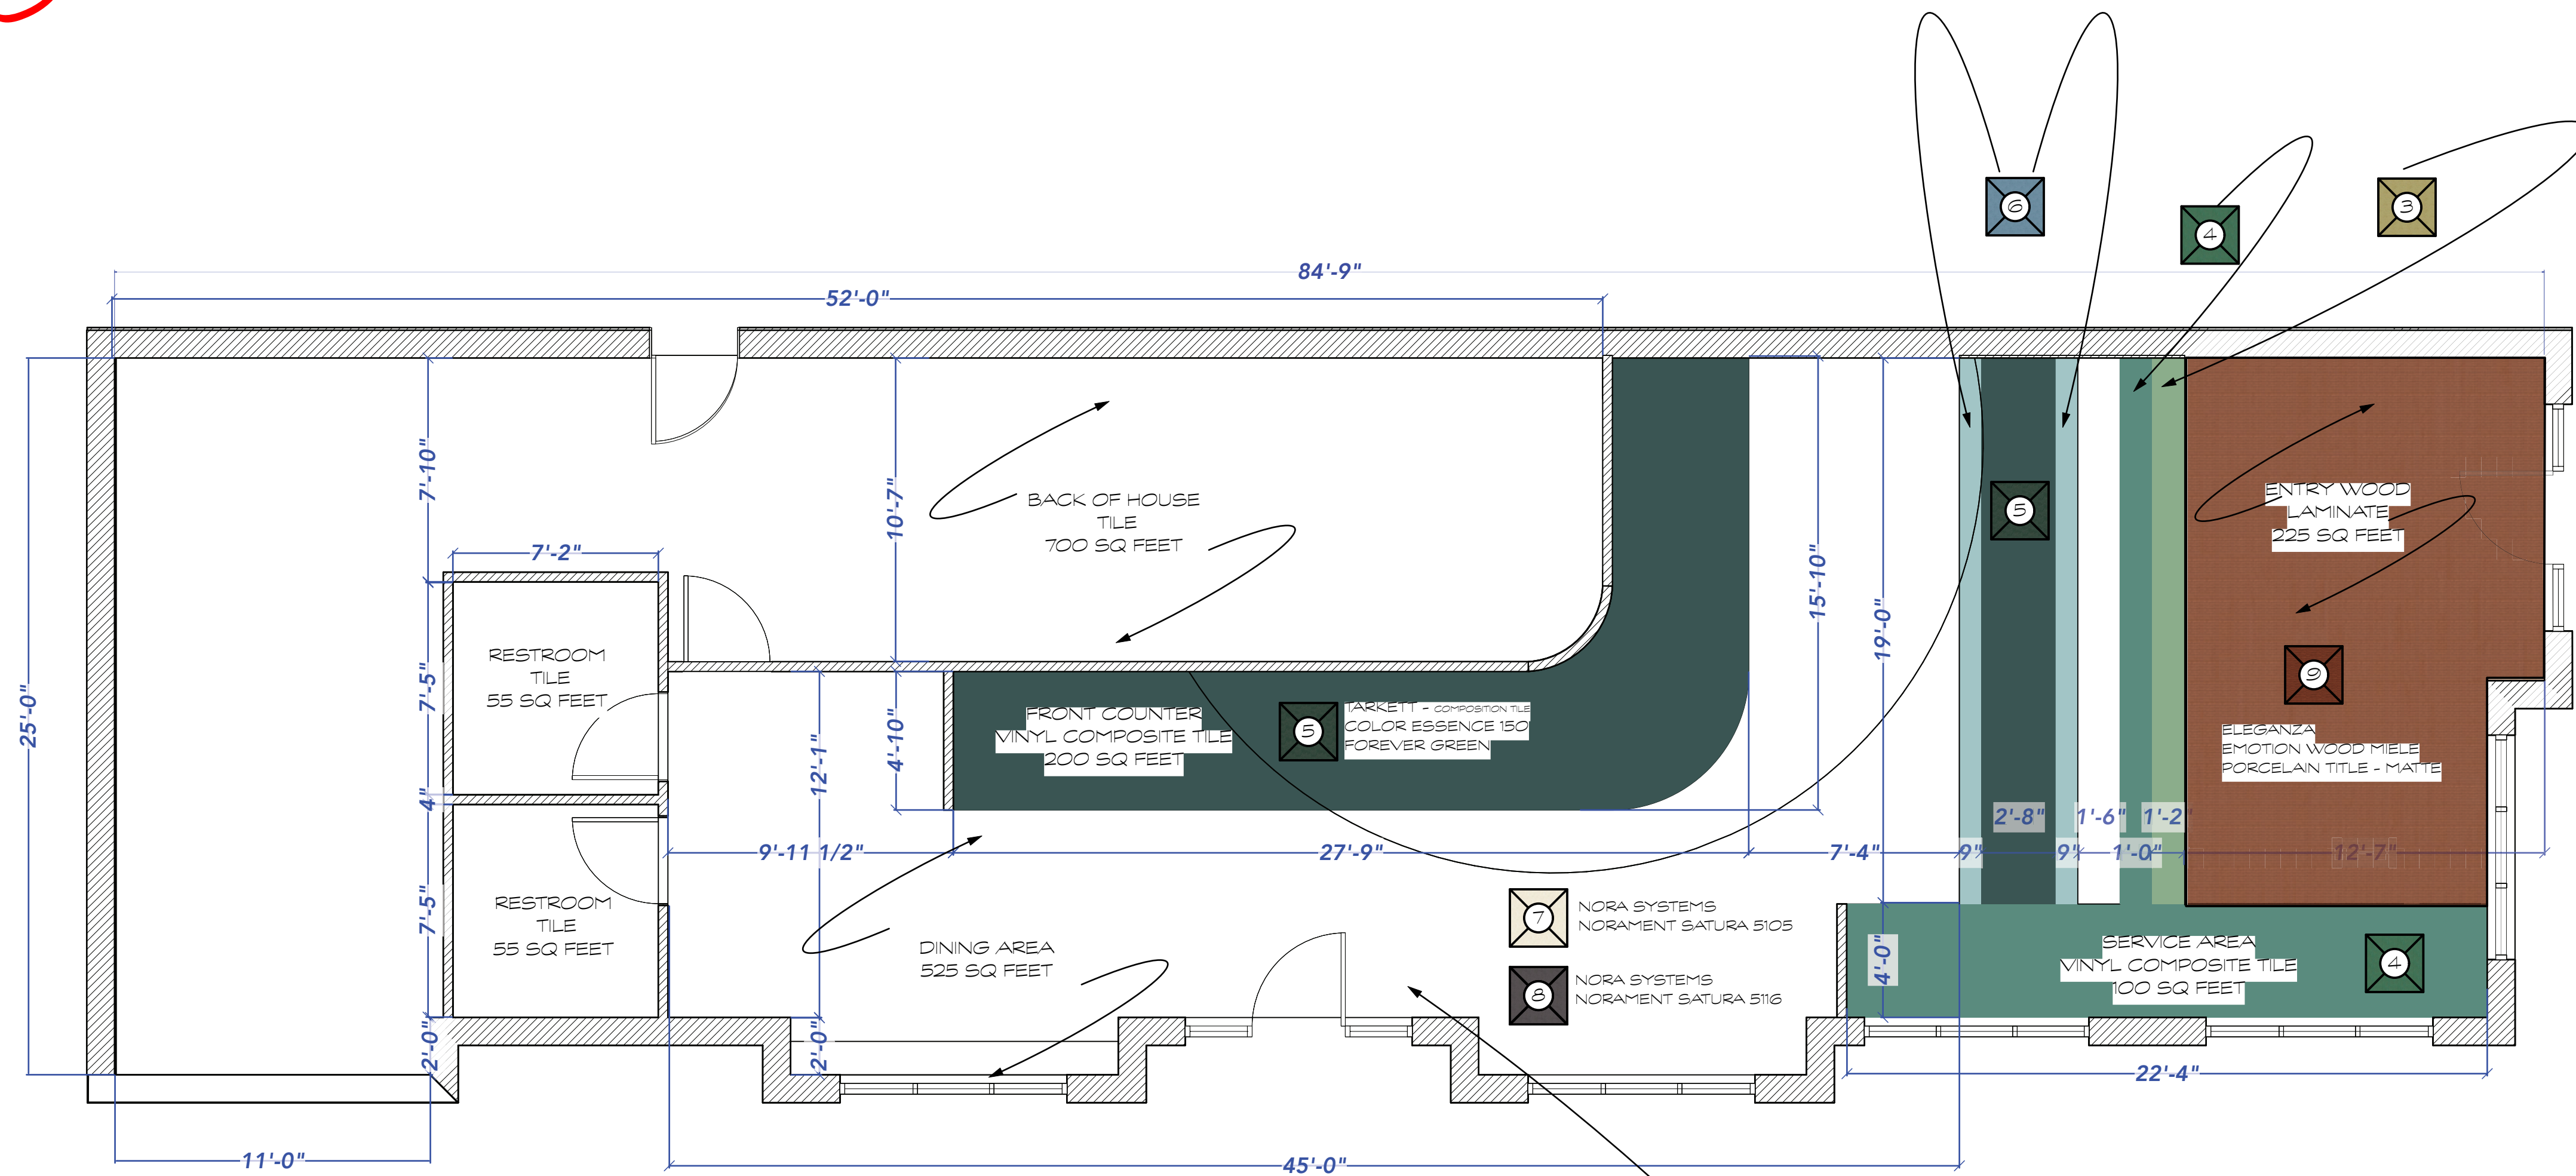 6
4
3
84'-9"
52'-0"
7'-10"
10'-7"
BACK OF HOUSE
TILE
700 SQ FEET
5
ENTRY WOOD
LAMINATE
225 SQ FEET
7'-2"
15'-10"
19'-0"
RESTROOM
TILE
55 SQ FEET
7'-5"
25'-0"
9
FRONT COUNTER
VINYL COMPOSITE TILE
200 SQ FEET
5
TARKETT - COMPOSITION TILE
COLOR ESSENCE 150
FOREVER GREEN
ELEGANZA
EMOTION WOOD MIELE
PORCELAIN TITLE - MATTE
4'-10"
12'-1"
4"
2'-8"
1'-6"
1'-2"
9'-11 1/2"
27'-9"
7'-4"
9"
9"
1'-0"
12'-7"
RESTROOM
TILE
55 SQ FEET
7'-5"
7
NORA SYSTEMS
NORAMENT SATURA 5105
DINING AREA
525 SQ FEET
4'-0"
SERVICE AREA
VINYL COMPOSITE TILE
100 SQ FEET
4
8
NORA SYSTEMS
NORAMENT SATURA 5116
2'-0"
2'-0"
22'-4"
11'-0"
45'-0"